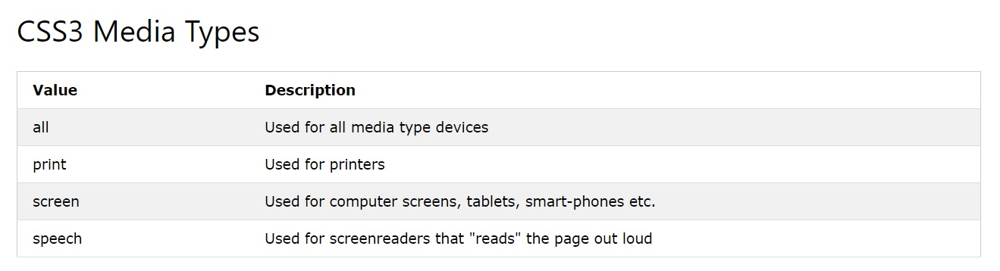 CSS3 Media Types
Value Description
all Used for all media type devices
print Used for printers
screen Used for computer screens, tablets, smart-phones etc.
speech Used for screenreaders that "reads" the page out loud